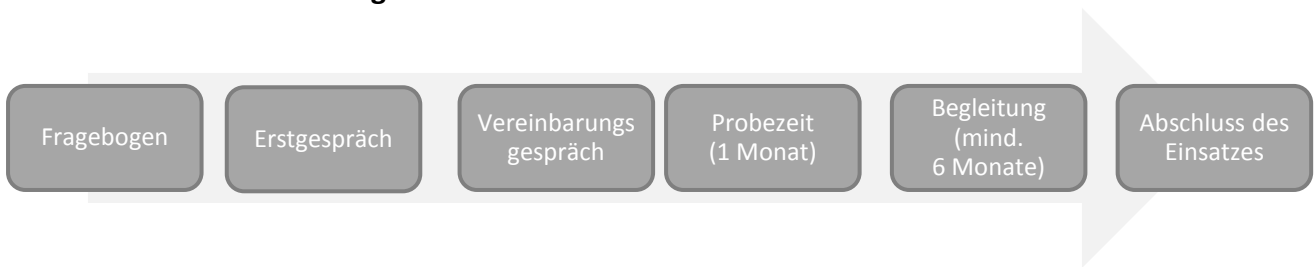 Fragebogen
Erstgespräch
Vereinbarungs
gespräch
Probezeit
(1 Monat)
Begleitung
(mind.
6 Monate)
Abschluss des
Einsatzes